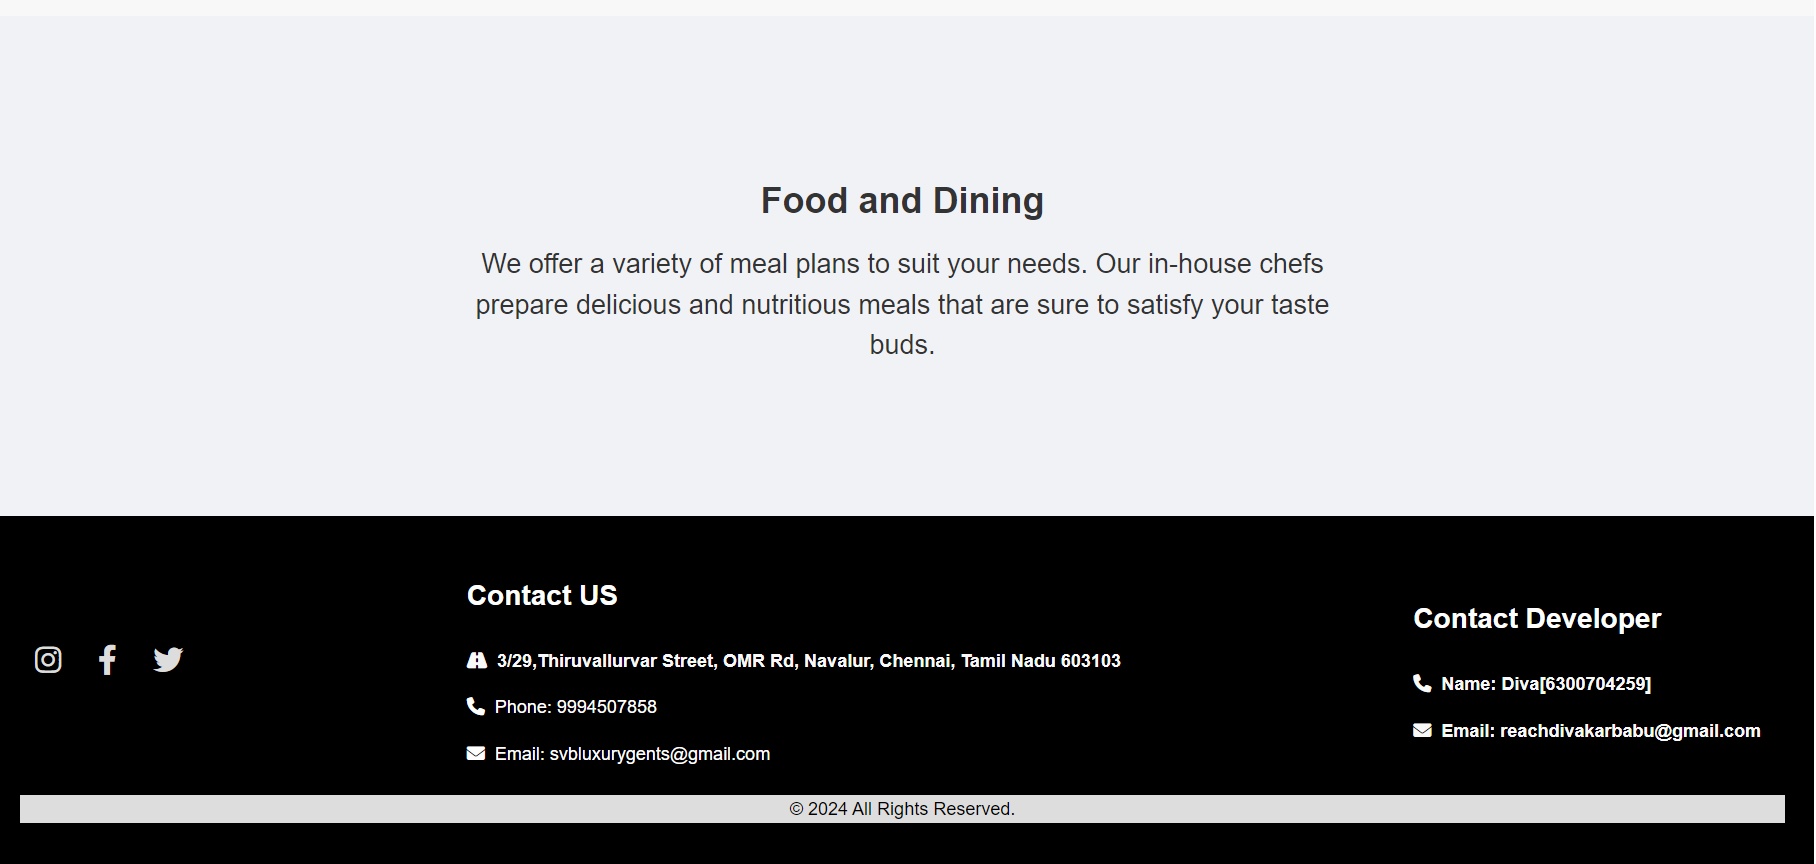 Food and Dining
We offer a variety of meal plans to suit your needs. Our in-house chefs
prepare delicious and nutritious meals that are sure to satisfy your taste
buds.
Contact US
3/29,Thiruvallurvar Street, OMR Rd, Navalur, Chennai, Tamil Nadu 603103
Phone: 9994507858
Email: svbluxurygents@gmail.com
Contact Developer
Name: Diva[6300704259]
Email: reachdivakarbabu@gmail.com
© 2024 All Rights Reserved.